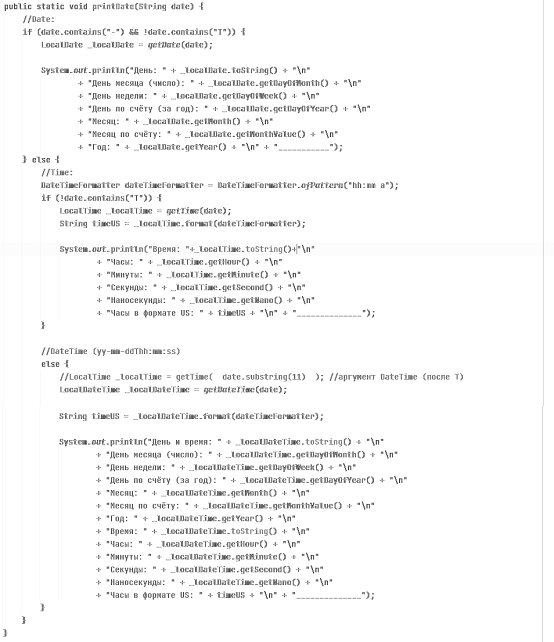 public static void printDate(String date) {
//Date:
if (date.contains("-") && !date.contains("T")) {
LocalDate _localDate = getDate(date);
System.out.println("День: " + _localDate.toString() + "\n"
+ "День месяца (число): " + _localDate.getDayOfMonth() + "\n"
+ "День недели: " + _localDate.getDayOfWeek() + "\n"
+ "День по счёту (за год): " + _localDate.getDayOfYear() + "\n"
+ "Месяц: " + _localDate.getMonth() + "\n"
+ "Месяц по счёту: " + _localDate.getMonthValue() + "\n"
+ "Год: " + _localDate.getYear() + "\n" + "___________");
} else {
//Time:
DateTimeFormatter dateTimeFormatter = DateTimeFormatter.ofPattern("hh:mm a");
if (!date.contains("T")) {
LocalTime _localTime = getTime(date);
String timeUS = _localTime.format(dateTimeFormatter);
System.out.println("Время: "+_localTime.toString()+"\n"
+ "Часы: " + _localTime.getHour() + "\n"
+ "Минуты: " + _localTime.getMinute() + "\n"
+ "Секунды: " + _localTime.getSecond() + "\n"
+ "Наносекунды: " + _localTime.getNano() + "\n"
+ "Часы в формате US: " + timeUS + "\n" + "______________");
}
//DateTime (yy-mm-ddThh:mm:ss)
else {
//LocalTime _localTime = getTime(  date.substring(11)  ); //аргумент DateTime (после T)
LocalDateTime _localDateTime = getDateTime(date);
String timeUS = _localDateTime.format(dateTimeFormatter);
System.out.println("День и время: " + _localDateTime.toString() + "\n"
+ "День месяца (число): " + _localDateTime.getDayOfMonth() + "\n"
+ "День недели: " + _localDateTime.getDayOfWeek() + "\n"
+ "День по счёту (за год): " + _localDateTime.getDayOfYear() + "\n"
+ "Месяц: " + _localDateTime.getMonth() + "\n"
+ "Месяц по счёту: " + _localDateTime.getMonthValue() + "\n"
+ "Год: " + _localDateTime.getYear() + "\n"
+ "Время: " + _localDateTime.toString() + "\n"
+ "Часы: " + _localDateTime.getHour() + "\n"
+ "Минуты: " + _localDateTime.getMinute() + "\n"
+ "Секунды: " + _localDateTime.getSecond() + "\n"
+ "Наносекунды: " + _localDateTime.getNano() + "\n"
+ "Часы в формате US: " + timeUS + "\n" + "______________");
}
}
}